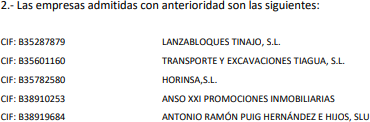 2.- Las empresas admitidas con anterioridad son las siguientes:
CIF: B35287879 LANZABLOQUES TINAJO, S.L.
CIF: B35601160 TRANSPORTE Y EXCAVACIONES TIAGUA, S.L.
CIF: B35782580 HORINSA,S.L.
CIF: B38910253 ANSO XXI PROMOCIONES INMOBILIARIAS
CIF: B38919684 ANTONIO RAMÓN PUIG HERNÁNDEZ E HIJOS, SLU